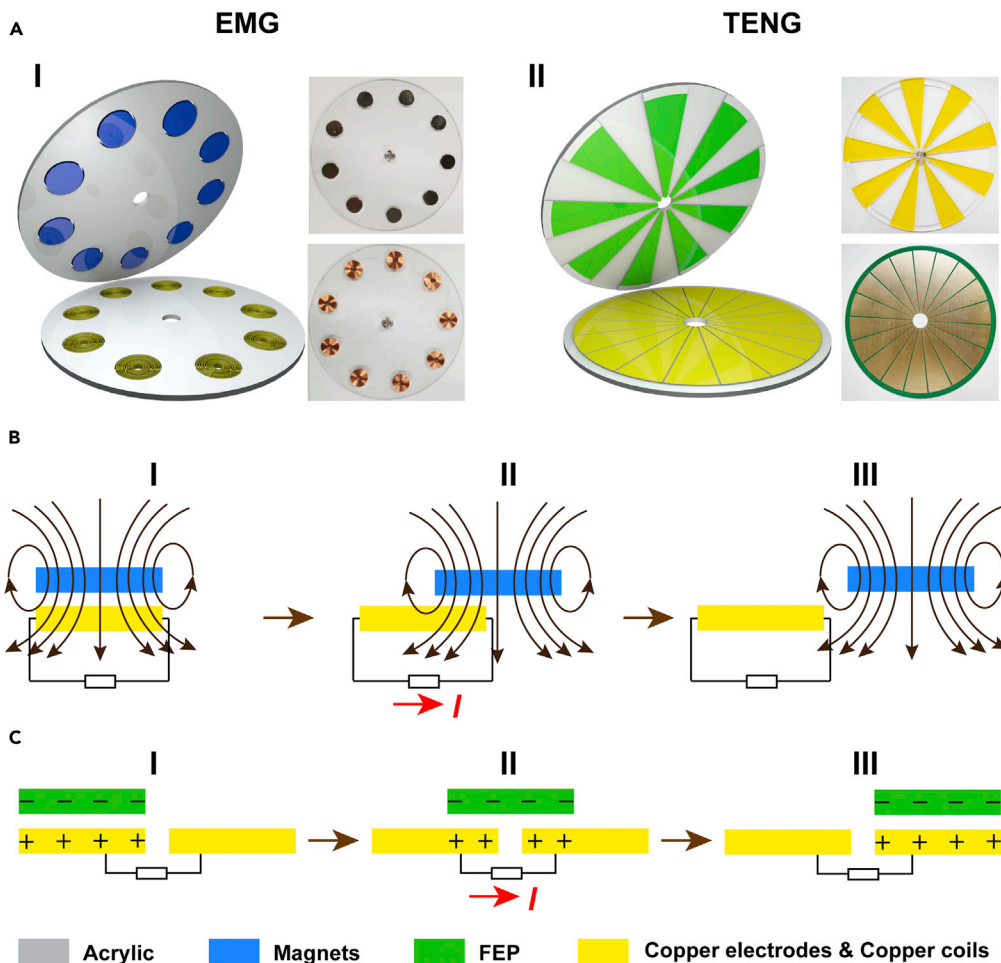 EMG TENG
A
I II
B
I II III
I
C
I II III
− − − − − − − − − − − −
+ + + + + + + + + + + +
I
Acrylic Magnets FEP Copper electrodes & Copper coils